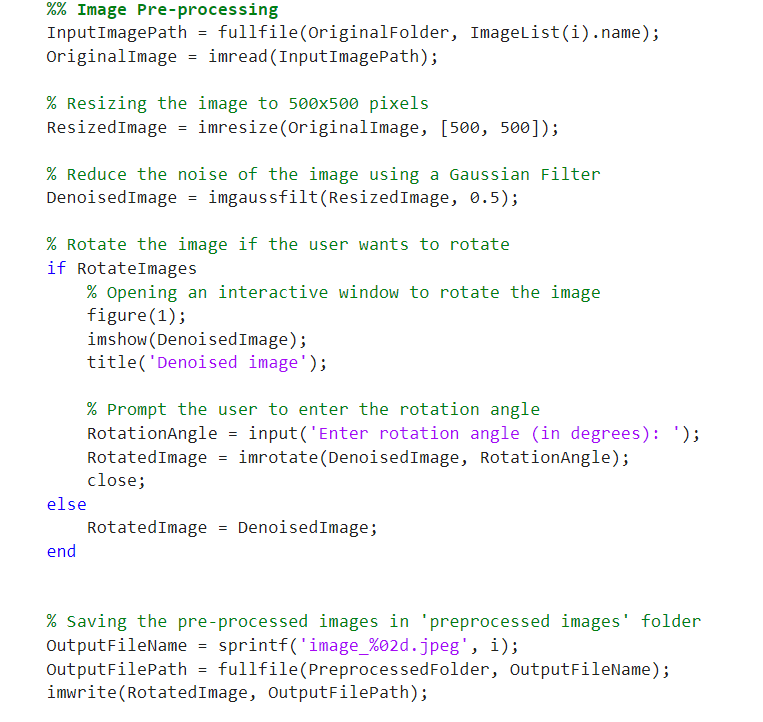 %% Image Pre-processing
InputImagePath = fullfile(OriginalFolder, ImageList(i).name);
OriginalImage = imread(InputImagePath);
% Resizing the image to 500x500 pixels
ResizedImage = imresize(OriginalImage, [500, 500]);
% Reduce the noise of the image using a Gaussian Filter
DenoisedImage = imgaussfilt(ResizedImage, 0.5);
% Rotate the image if the user wants to rotate
if RotateImages
% Opening an interactive window to rotate the image
figure(1);
imshow(DenoisedImage);
title('Denoised image');
% Prompt the user to enter the rotation angle
RotationAngle = input('Enter rotation angle (in degrees): ');
RotatedImage = imrotate(DenoisedImage, RotationAngle);
close;
else
RotatedImage = DenoisedImage;
end
% Saving the pre-processed images in 'preprocessed images' folder
OutputFileName = sprintf('image_%02d.jpeg', i);
OutputFilePath = fullfile(PreprocessedFolder, OutputFileName);
imwrite(RotatedImage, OutputFilePath);